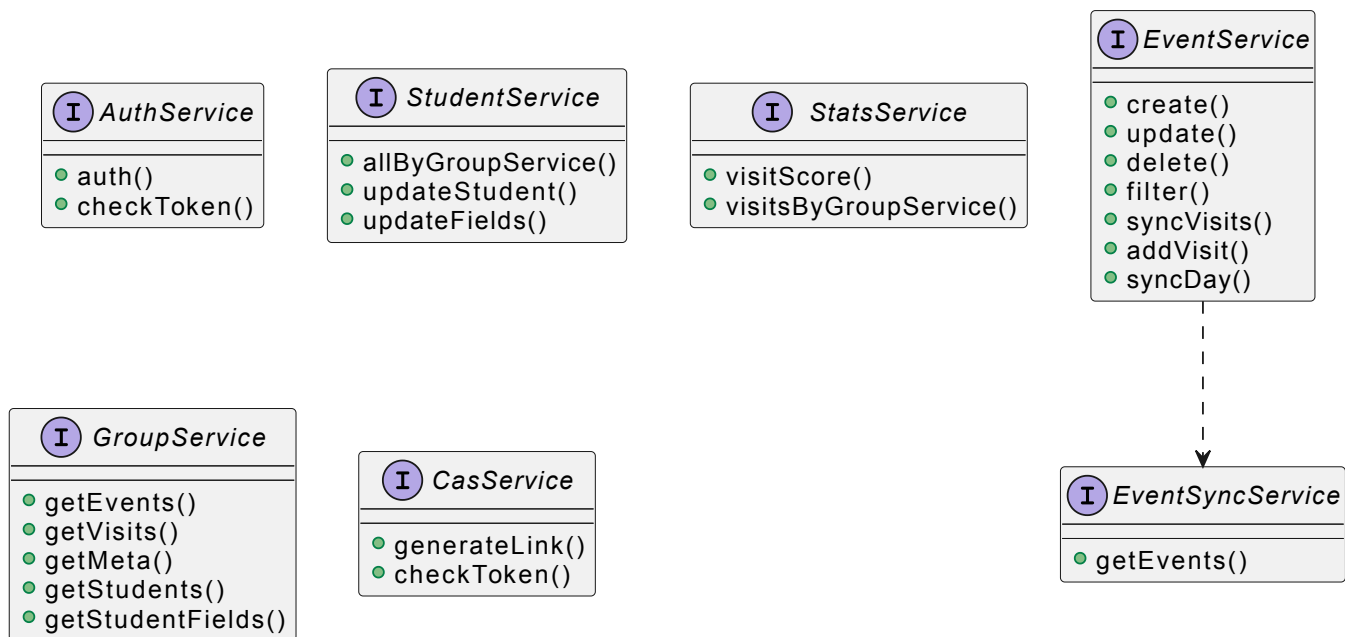 I AuthService
auth()
checkToken()
I StudentService
allByGroupService()
updateStudent()
updateFields()
I StatsService
visitScore()
visitsByGroupService()
I EventService
create()
update()
delete()
filter()
syncVisits()
addVisit()
syncDay()
I GroupService
getEvents()
getVisits()
getMeta()
getStudents()
getStudentFields()
I CasService
generateLink()
checkToken()
I EventSyncService
getEvents()